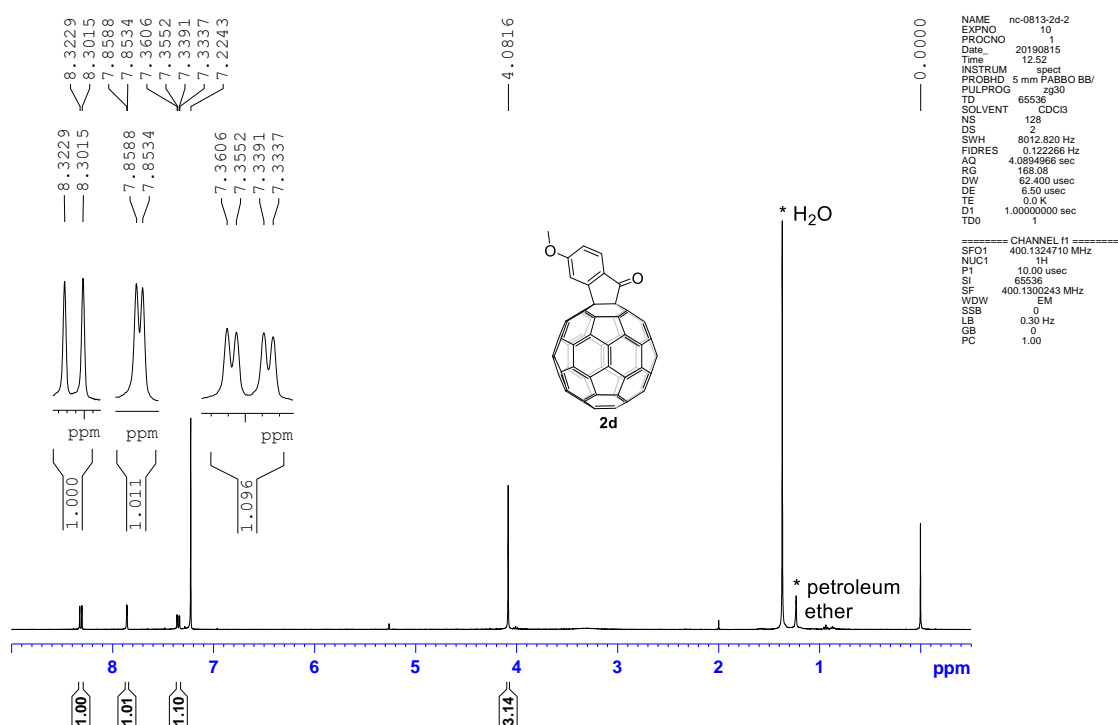 8.3229
8.3015
7.8588
7.8534
7.3606
7.3552
7.3391
7.3337
7.2243
4.0816
0.0000
8.3229
8.3015
7.8588
7.8534
7.3606
7.3552
7.3391
7.3337
ppm
ppm
ppm
1.000
1.011
1.096
O
O
2d
* H2O
* petroleum
ether
NAME nc-0813-2d-2
EXPNO 10
PROCNO 1
Date_ 20190815
Time 12.52
INSTRUM spect
PROBHD 5 mm PABBO BB/
PULPROG zg30
TD 65536
SOLVENT CDCl3
NS 128
DS 2
SWH 8012.820 Hz
FIDRES 0.122266 Hz
AQ 4.0894966 sec
RG 168.08
DW 62.400 usec
DE 6.50 usec
TE 0.0 K
D1 1.00000000 sec
TD0 1
======== CHANNEL f1 ========
SFO1 400.1324710 MHz
NUC1 1H
P1 10.00 usec
SI 65536
SF 400.1300243 MHz
WDW EM
SSB 0
LB 0.30 Hz
GB 0
PC 1.00
8 7 6 5 4 3 2 1 ppm
1.00
1.01
1.10
3.14